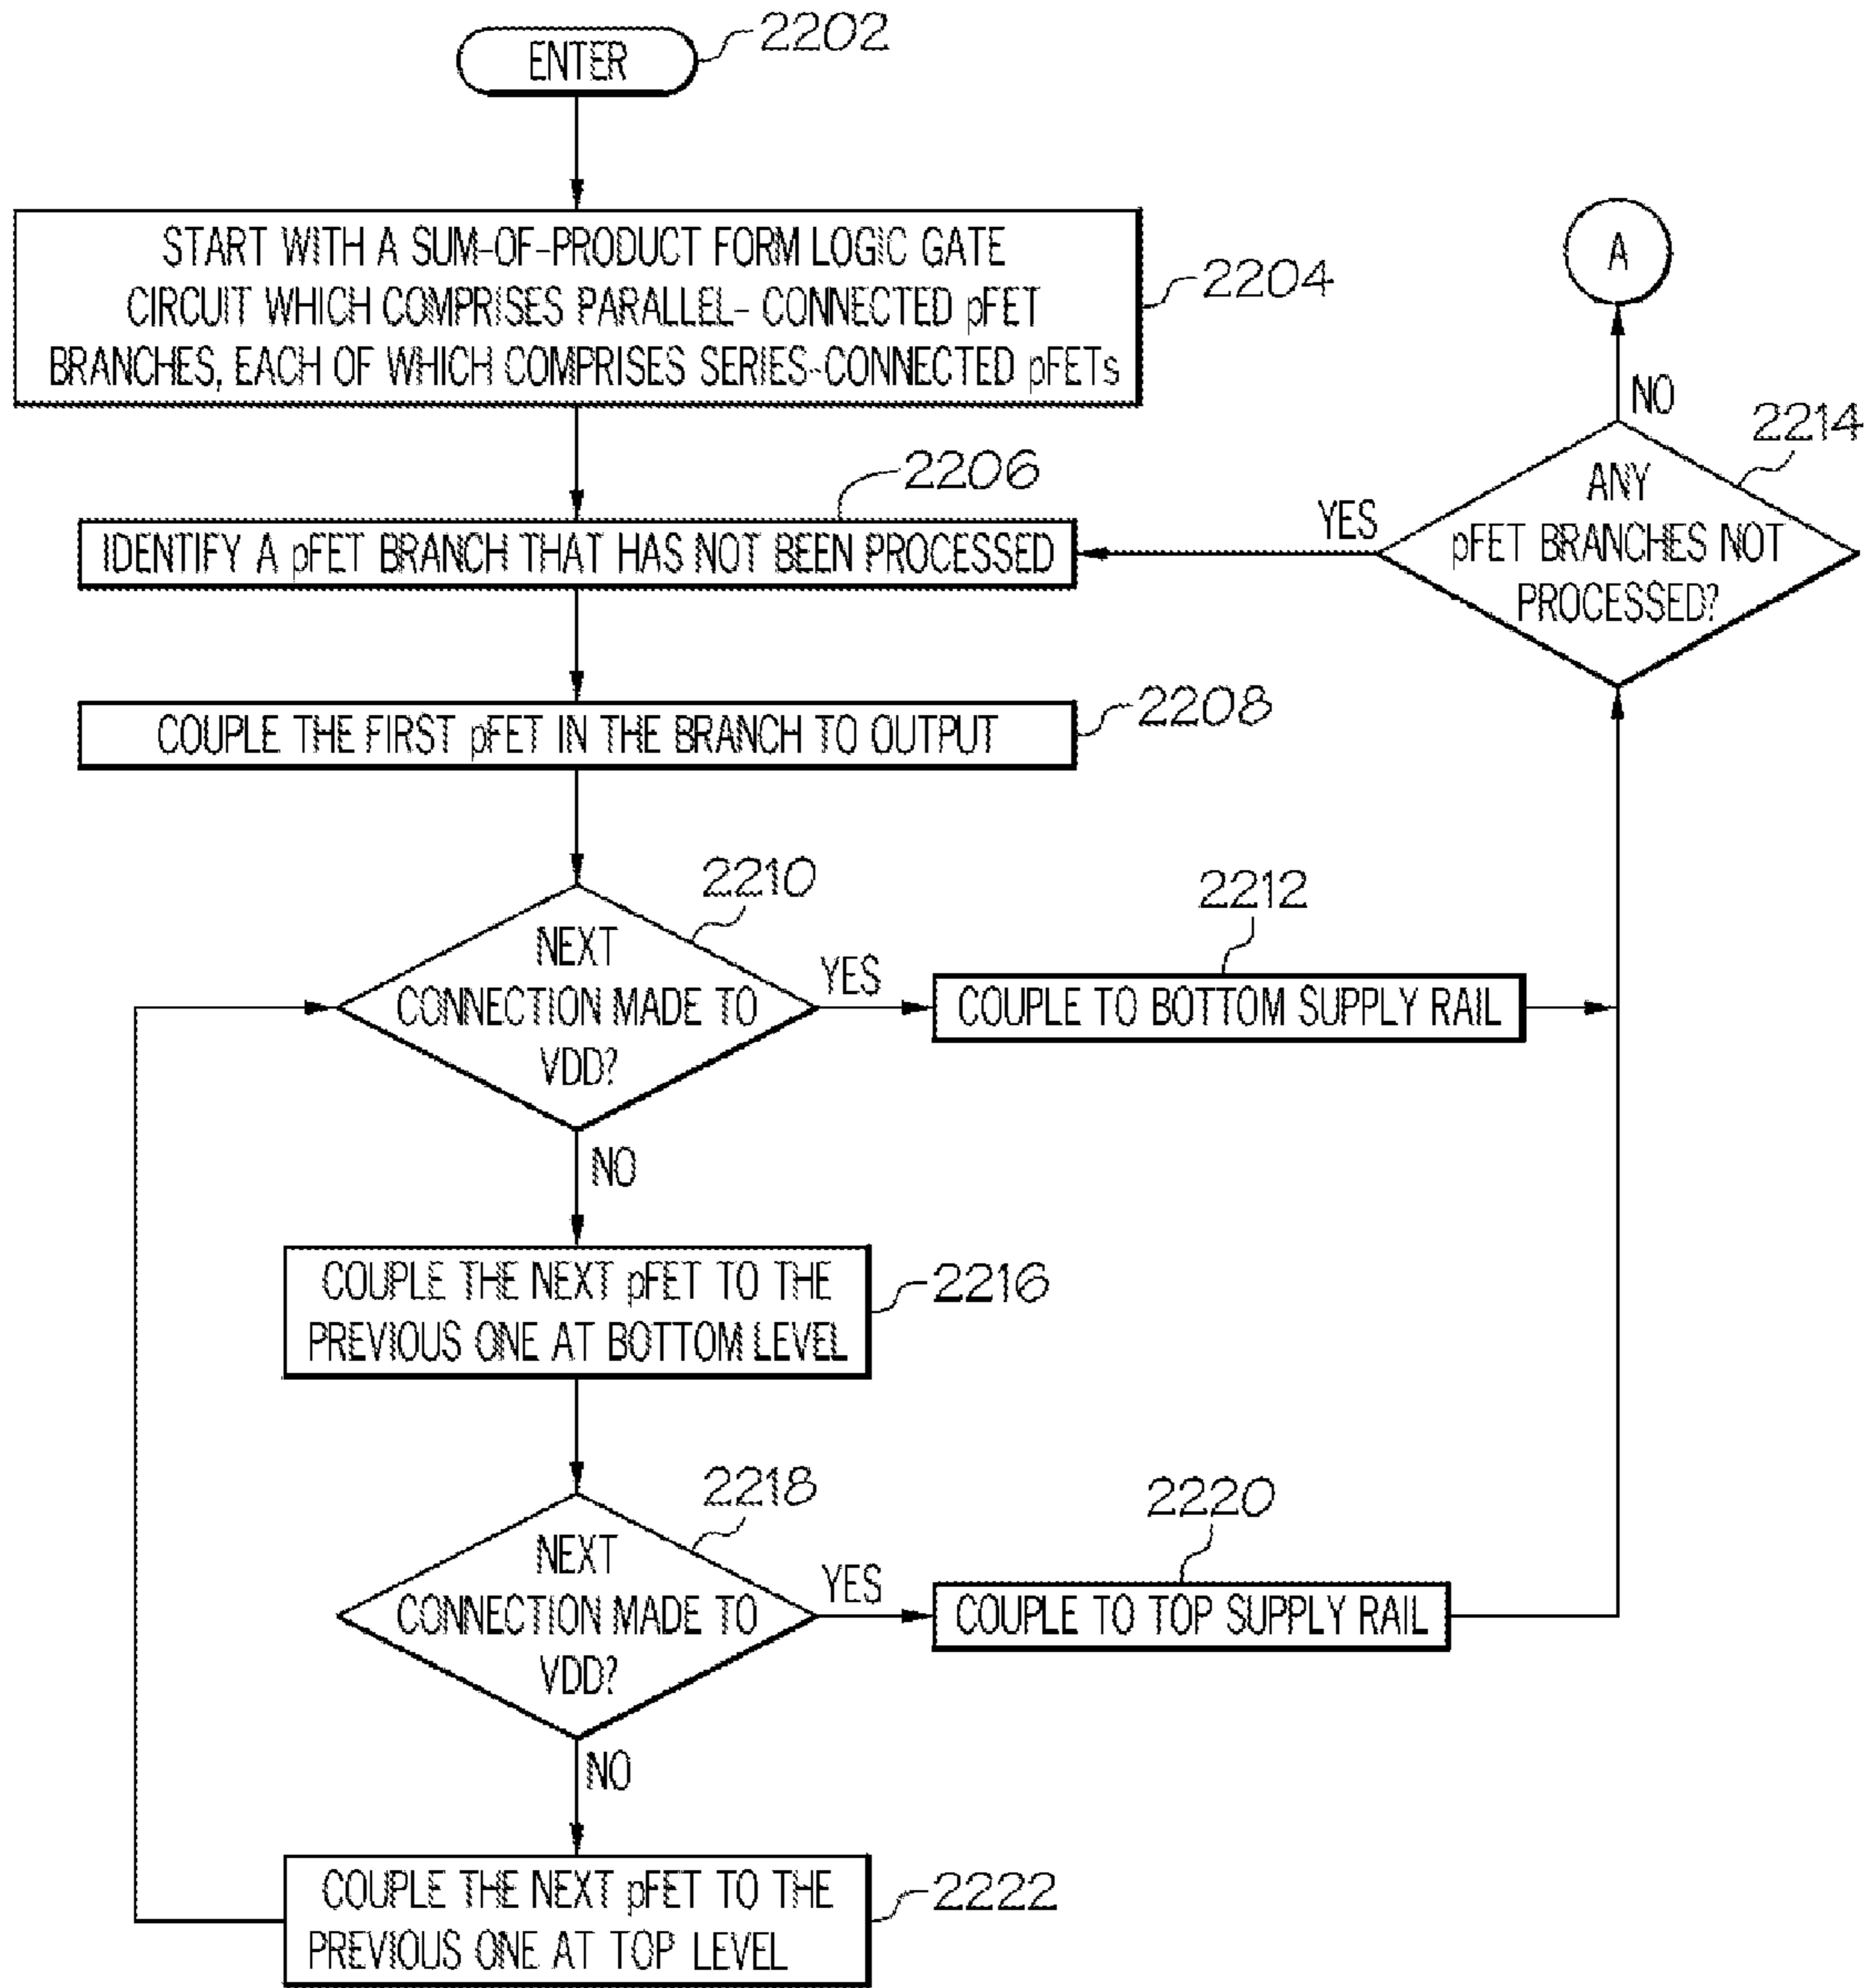 ENTER
2202
START WITH A SUM-OF-PRODUCT FORM LOGIC GATE
CIRCUIT WHICH COMPRISES PARALLEL- CONNECTED pFET
BRANCHES, EACH OF WHICH COMPRISES SERIES-CONNECTED pFETs
2204
A
NO
2214
ANY
pFET BRANCHES NOT
PROCESSED?
YES
2206
IDENTIFY A pFET BRANCH THAT HAS NOT BEEN PROCESSED
COUPLE THE FIRST pFET IN THE BRANCH TO OUTPUT
2208
2210
NEXT
CONNECTION MADE TO
VDD?
YES
2212
COUPLE TO BOTTOM SUPPLY RAIL
NO
COUPLE THE NEXT pFET TO THE
PREVIOUS ONE AT BOTTOM LEVEL
2216
2218
NEXT
CONNECTION MADE TO
VDD?
YES
2220
COUPLE TO TOP SUPPLY RAIL
NO
COUPLE THE NEXT pFET TO THE
PREVIOUS ONE AT TOP LEVEL
2222